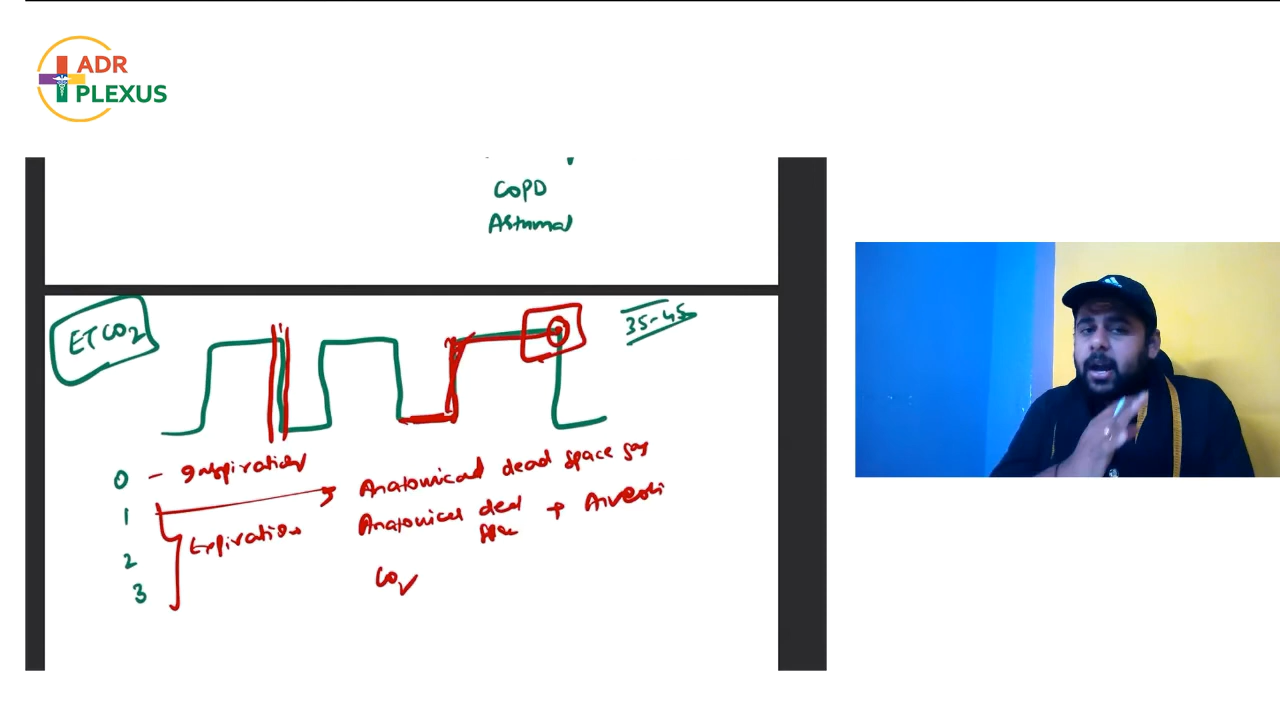 ADR
PLEXUS
COPD
Asthma
ETCO2
35-45
0 - Inspiration
1
Anatomical dead space gas
Expiration
Anatomical dead space + Alveoli
2
CO2
3